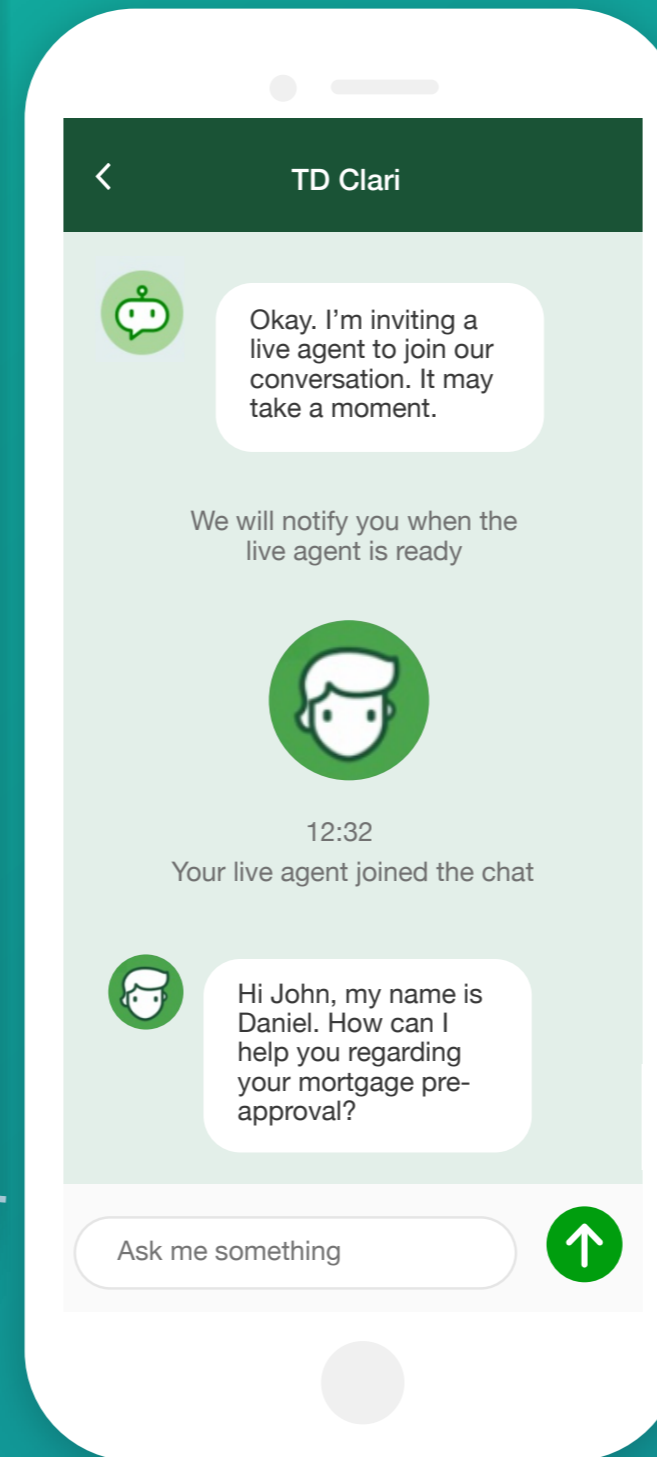 TD Clari
Okay. I’m inviting a
live agent to join our
conversation. It may
take a moment.
We will notify you when the
live agent is ready
12:32
Your live agent joined the chat
Hi John, my name is
Daniel. How can I
help you regarding
your mortgage pre-
approval?
Ask me something